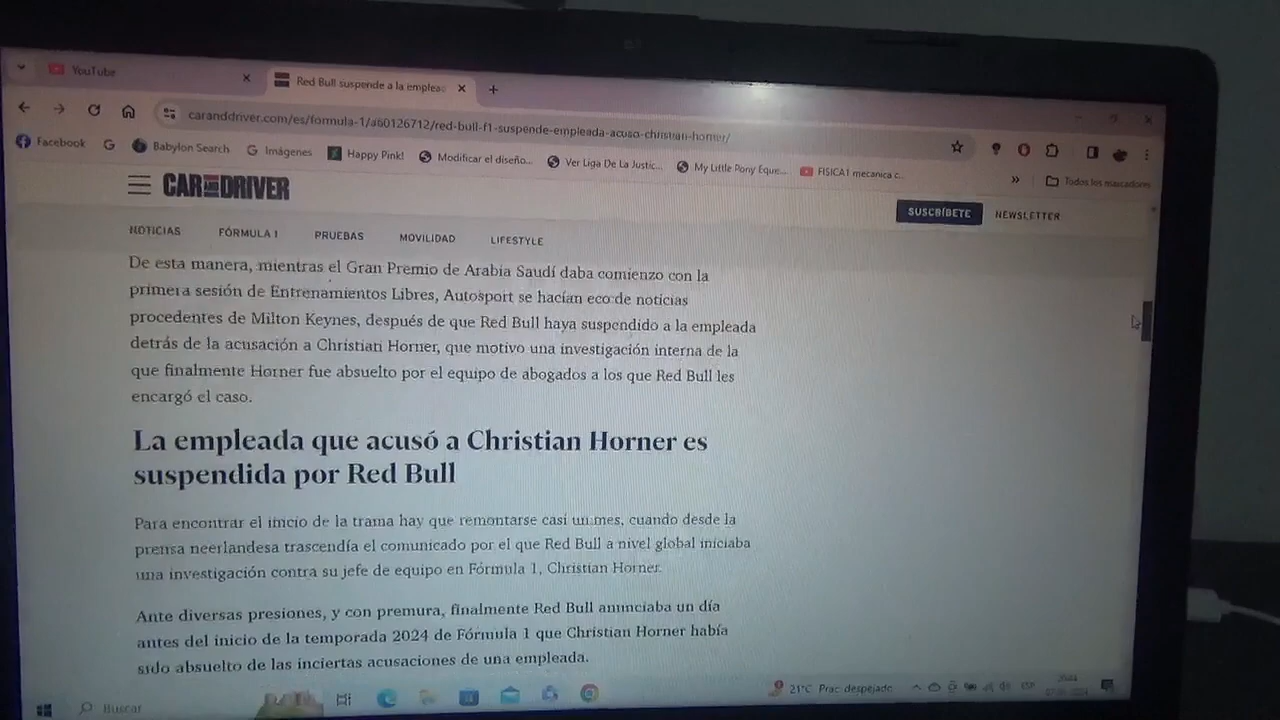 YouTube
Red Bull suspende a la emplea
caranddriver.com/es/formula-1/a60126712/red-bull-f1-suspende-empleada-acuso-christian-horner/
Facebook
Babylon Search
Imágenes
Happy Pink!
Modificar el diseño...
Ver Liga De La Justic...
My Little Pony Eque...
FISICA1 mecanica c...
»
Todos los marcadores
CAR AND DRIVER
SUSCRÍBETE
NEWSLETTER
NOTICIAS
FÓRMULA 1
PRUEBAS
MOVILIDAD
LIFESTYLE
De esta manera, mientras el Gran Premio de Arabia Saudí daba comienzo con la
primera sesión de Entrenamientos Libres, Autosport se hacían eco de noticias
procedentes de Milton Keynes, después de que Red Bull haya suspendido a la empleada
detrás de la acusación a Christian Horner, que motivo una investigación interna de la
que finalmente Horner fue absuelto por el equipo de abogados a los que Red Bull les
encargó el caso.
La empleada que acusó a Christian Horner es
suspendida por Red Bull
Para encontrar el inicio de la trama hay que remontarse casi un mes, cuando desde la
prensa neerlandesa trascendía el comunicado por el que Red Bull a nivel global iniciaba
una investigación contra su jefe de equipo en Fórmula 1, Christian Horner.
Ante diversas presiones, y con premura, finalmente Red Bull anunciaba un día
antes del inicio de la temporada 2024 de Fórmula 1 que Christian Horner había
sido absuelto de las inciertas acusaciones de una empleada.
Buscar
21°C Prac. despejado
ESP